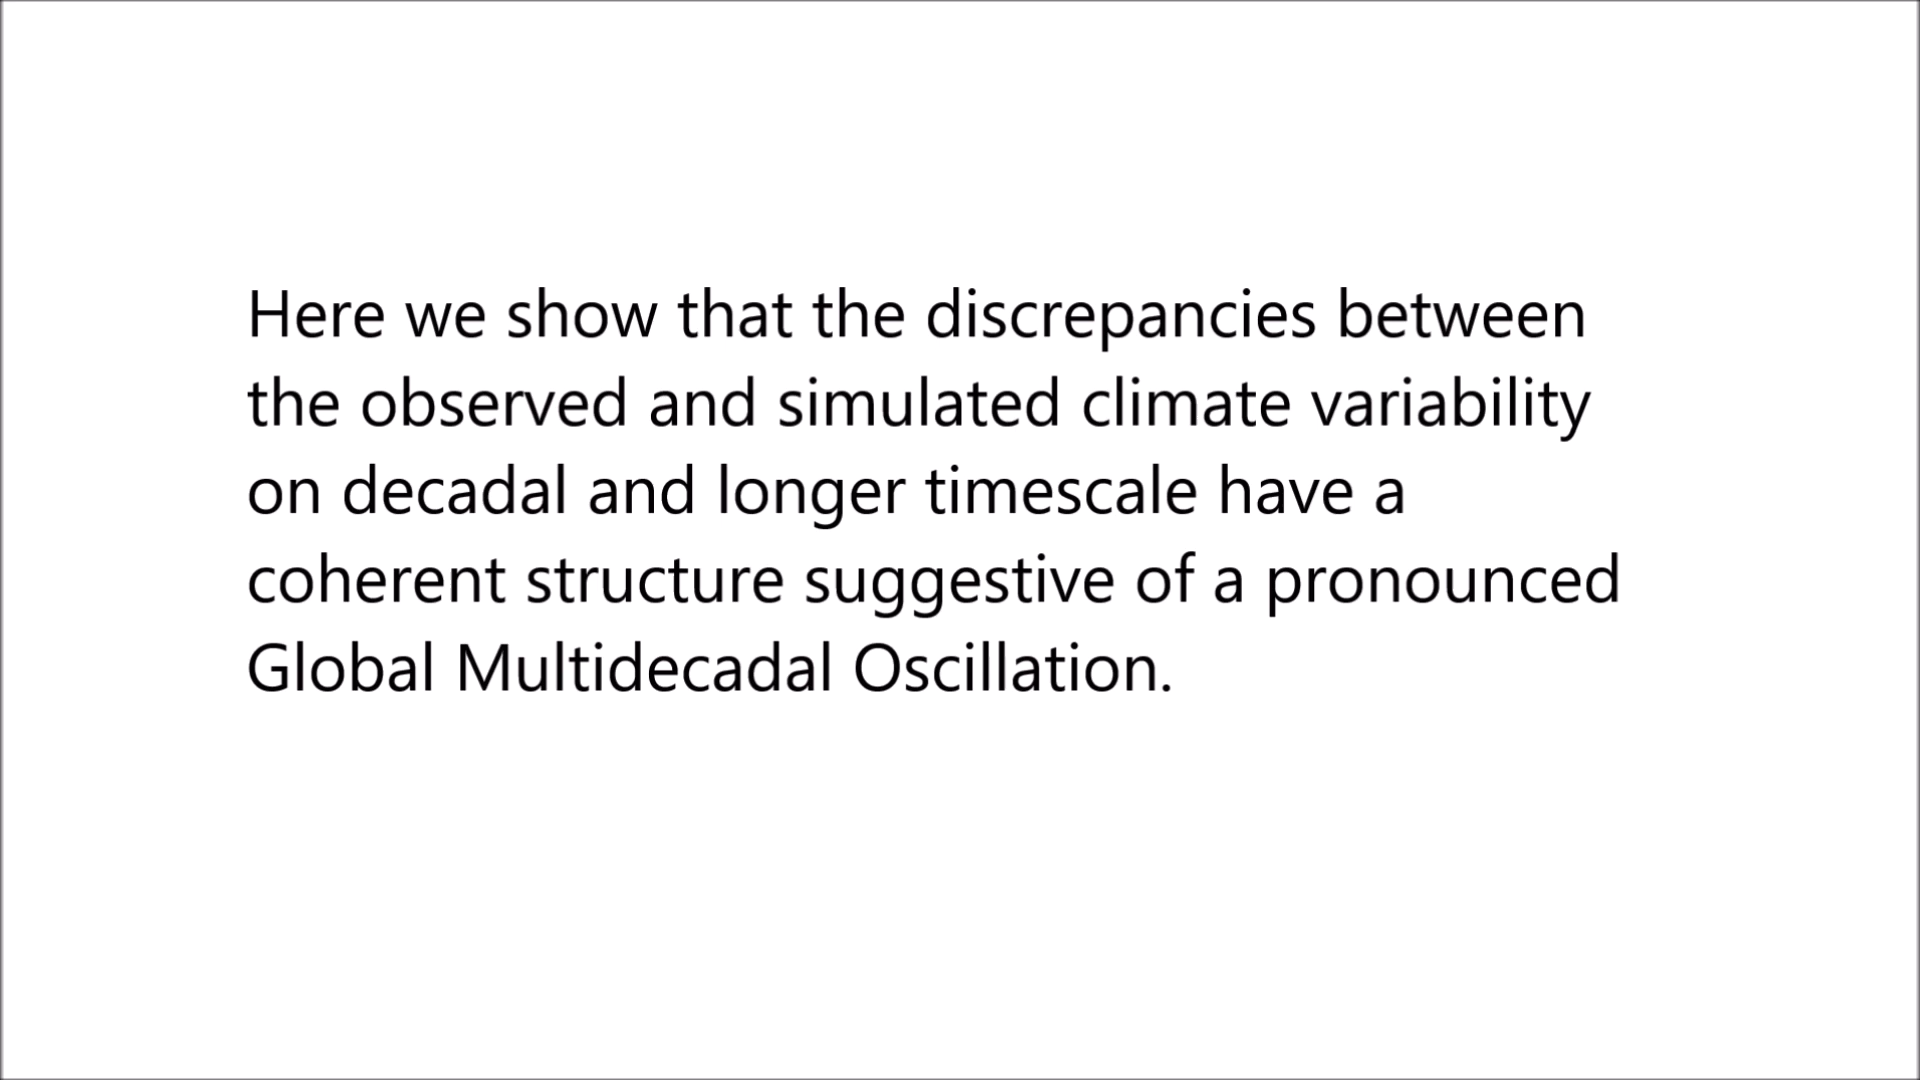 Here we show that the discrepancies between
the observed and simulated climate variability
on decadal and longer timescale have a
coherent structure suggestive of a pronounced
Global Multidecadal Oscillation.